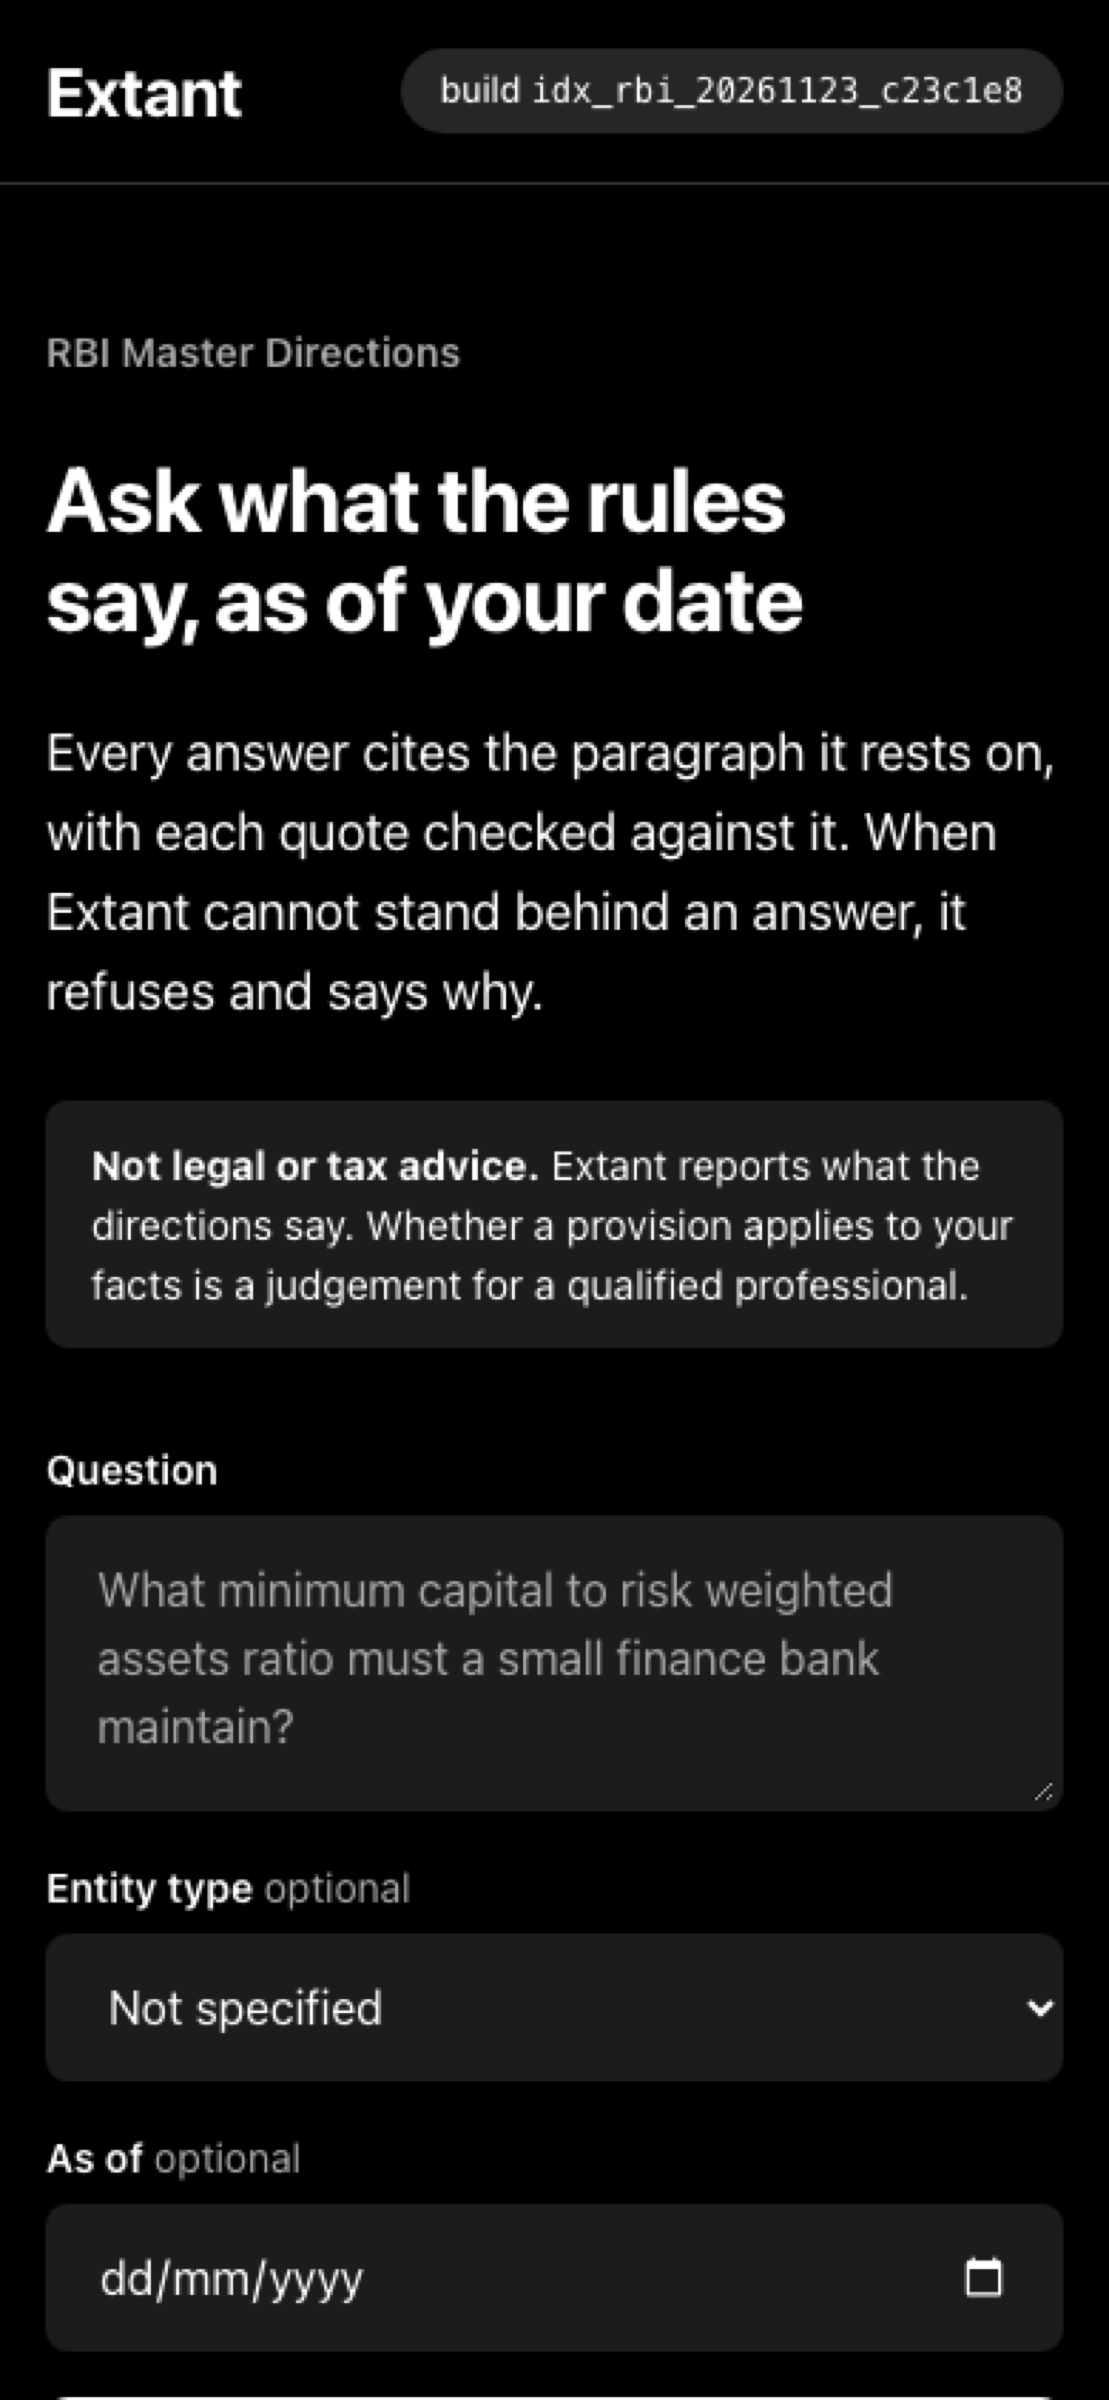 Extant
build idx_rbi_20261123_c23c1e8
RBI Master Directions
Ask what the rules
say, as of your date
Every answer cites the paragraph it rests on,
with each quote checked against it. When
Extant cannot stand behind an answer, it
refuses and says why.
Not legal or tax advice. Extant reports what the
directions say. Whether a provision applies to your
facts is a judgement for a qualified professional.
Question
What minimum capital to risk weighted
assets ratio must a small finance bank
maintain?
Entity type optional
Not specified
As of optional
dd/mm/yyyy